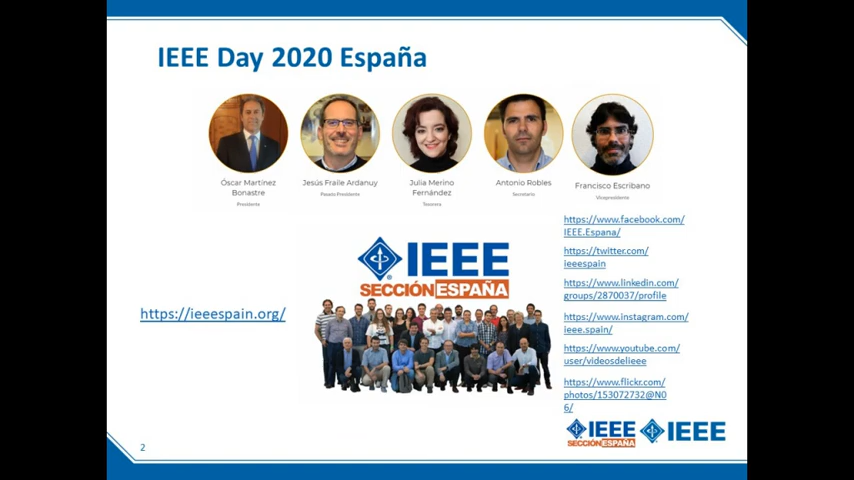 IEEE Day 2020 España
Óscar Martínez
Bonastre
Presidente
Jesús Fraile Ardanuy
Pasado Presidente
Julia Merino
Fernández
Tesorera
Antonio Robles
Secretario
Francisco Escribano
Vicepresidente
https://www.facebook.com/
IEEE.Espana/
https://twitter.com/
ieeespain
https://www.linkedin.com/
groups/2870037/profile
https://www.instagram.com/
ieee.spain/
https://www.youtube.com/
user/videosdelieee
https://www.flickr.com/
photos/153072732@N0
6/
IEEE
SECCIÓN ESPAÑA
https://ieeespain.org/
IEEE
SECCIÓN ESPAÑA
IEEE
2